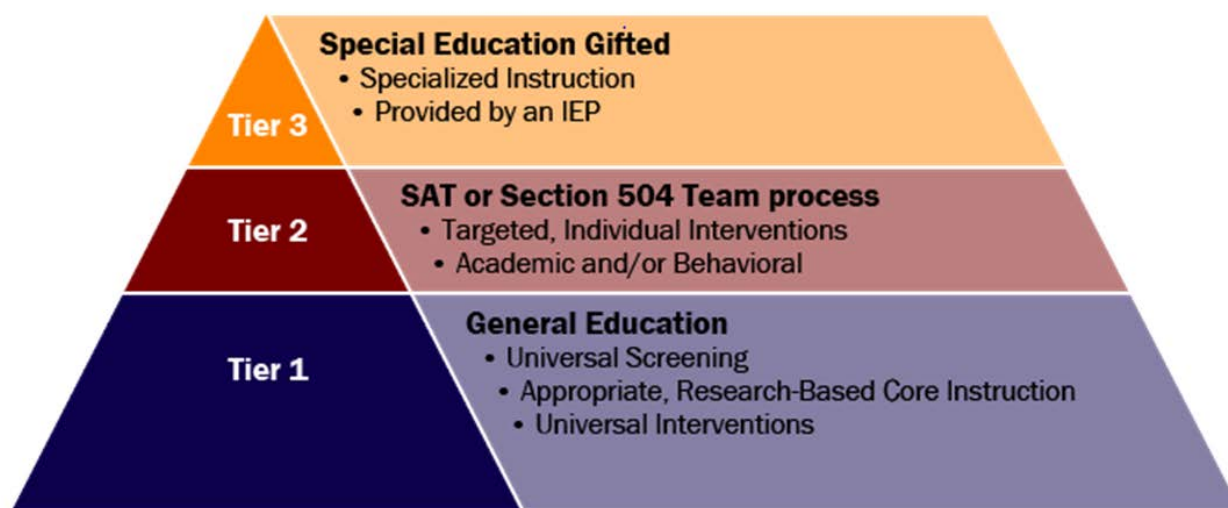 Special Education Gifted
• Specialized Instruction
• Provided by an IEP
Tier 3
SAT or Section 504 Team process
• Targeted, Individual Interventions
• Academic and/or Behavioral
Tier 2
General Education
• Universal Screening
• Appropriate, Research-Based Core Instruction
• Universal Interventions
Tier 1